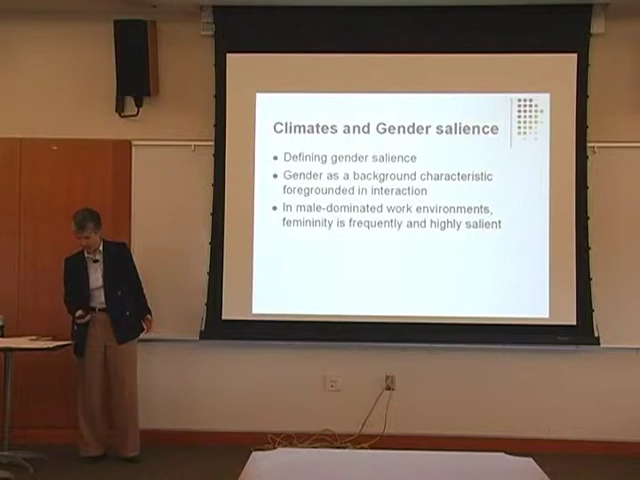 Climates and Gender salience
Defining gender salience
Gender as a background characteristic
foregrounded in interaction
In male-dominated work environments,
femininity is frequently and highly salient